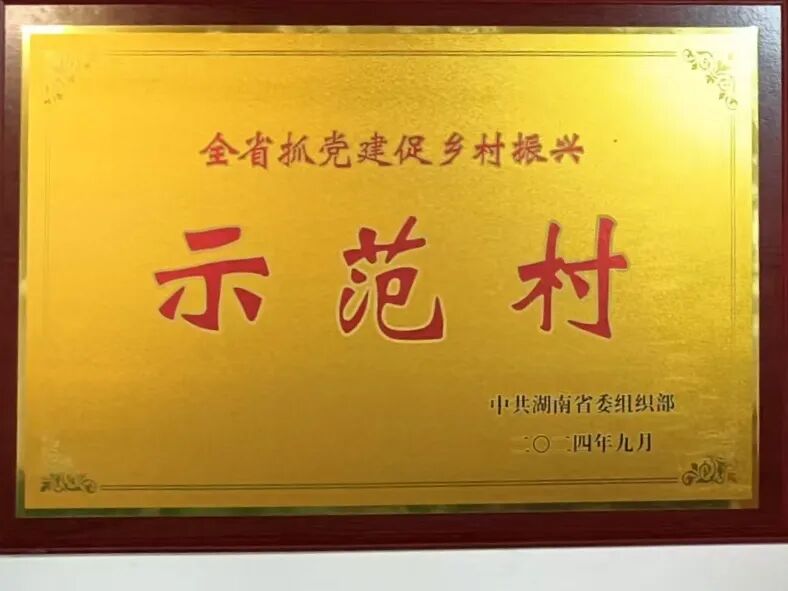 全省抓党建促乡村振兴
示范村
中共湖南省委组织部
二〇二四年九月